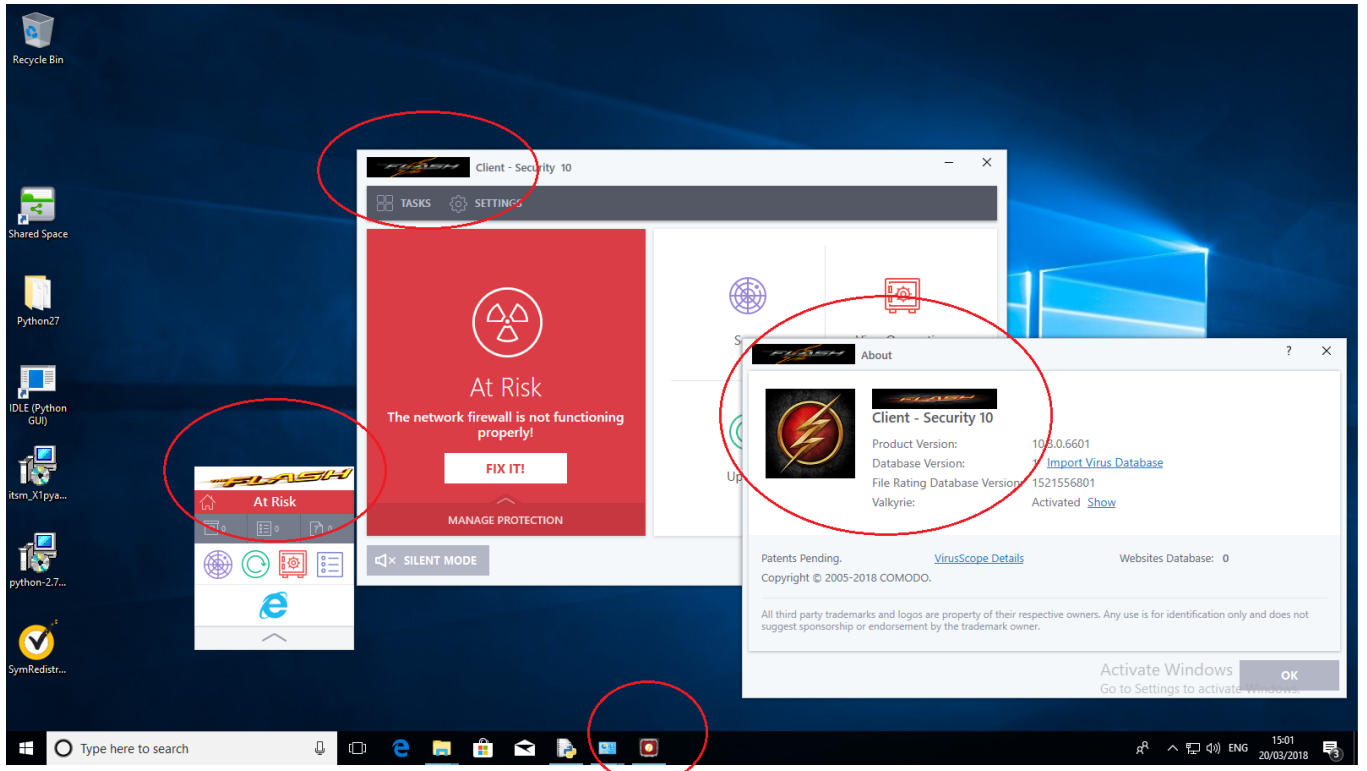 Recycle Bin
Shared Space
Python27
IDLE (Python
GUI)
itsm_X1pya...
python-2.7...
SymRedistr...
FLASH
Client - Security 10
TASKS
SETTINGS
At Risk
The network firewall is not functioning
properly!
FIX IT!
MANAGE PROTECTION
SILENT MODE
THE FLASH
At Risk
0
0
0
FLASH
About
?
FLASH
Client - Security 10
Product Version:
Database Version:
1 Import Virus Database
File Rating Database Version:
1521556801
Valkyrie:
Activated Show
Patents Pending.
VirusScope Details
Websites Database: 0
Copyright © 2005-2018 COMODO.
All third party trademarks and logos are property of their respective owners. Any use is for identification only and does not
suggest sponsorship or endorsement by the trademark owner.
OK
Activate Windows
Go to Settings to activate Windows.
Type here to search
ENG
15:01
20/03/2018
3